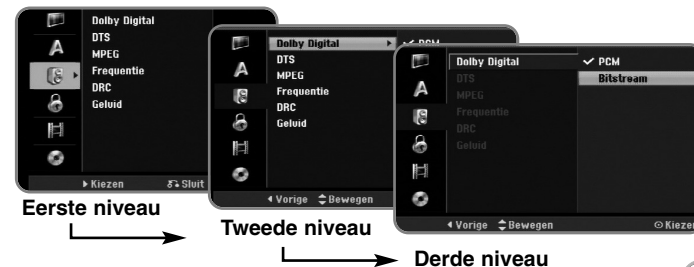 Dolby Digital
DTS
MPEG
Frequentie
DRC
Geluid
Kiezen Sluit
Eerste niveau
Dolby Digital PCM
DTS
MPEG
Frequentie
DRC
Geluid
Vorige Bewegen
Tweede niveau
Dolby Digital PCM
DTS Bitstream
MPEG
Frequentie
DRC
Geluid
Vorige Bewegen Kiezen
Derde niveau